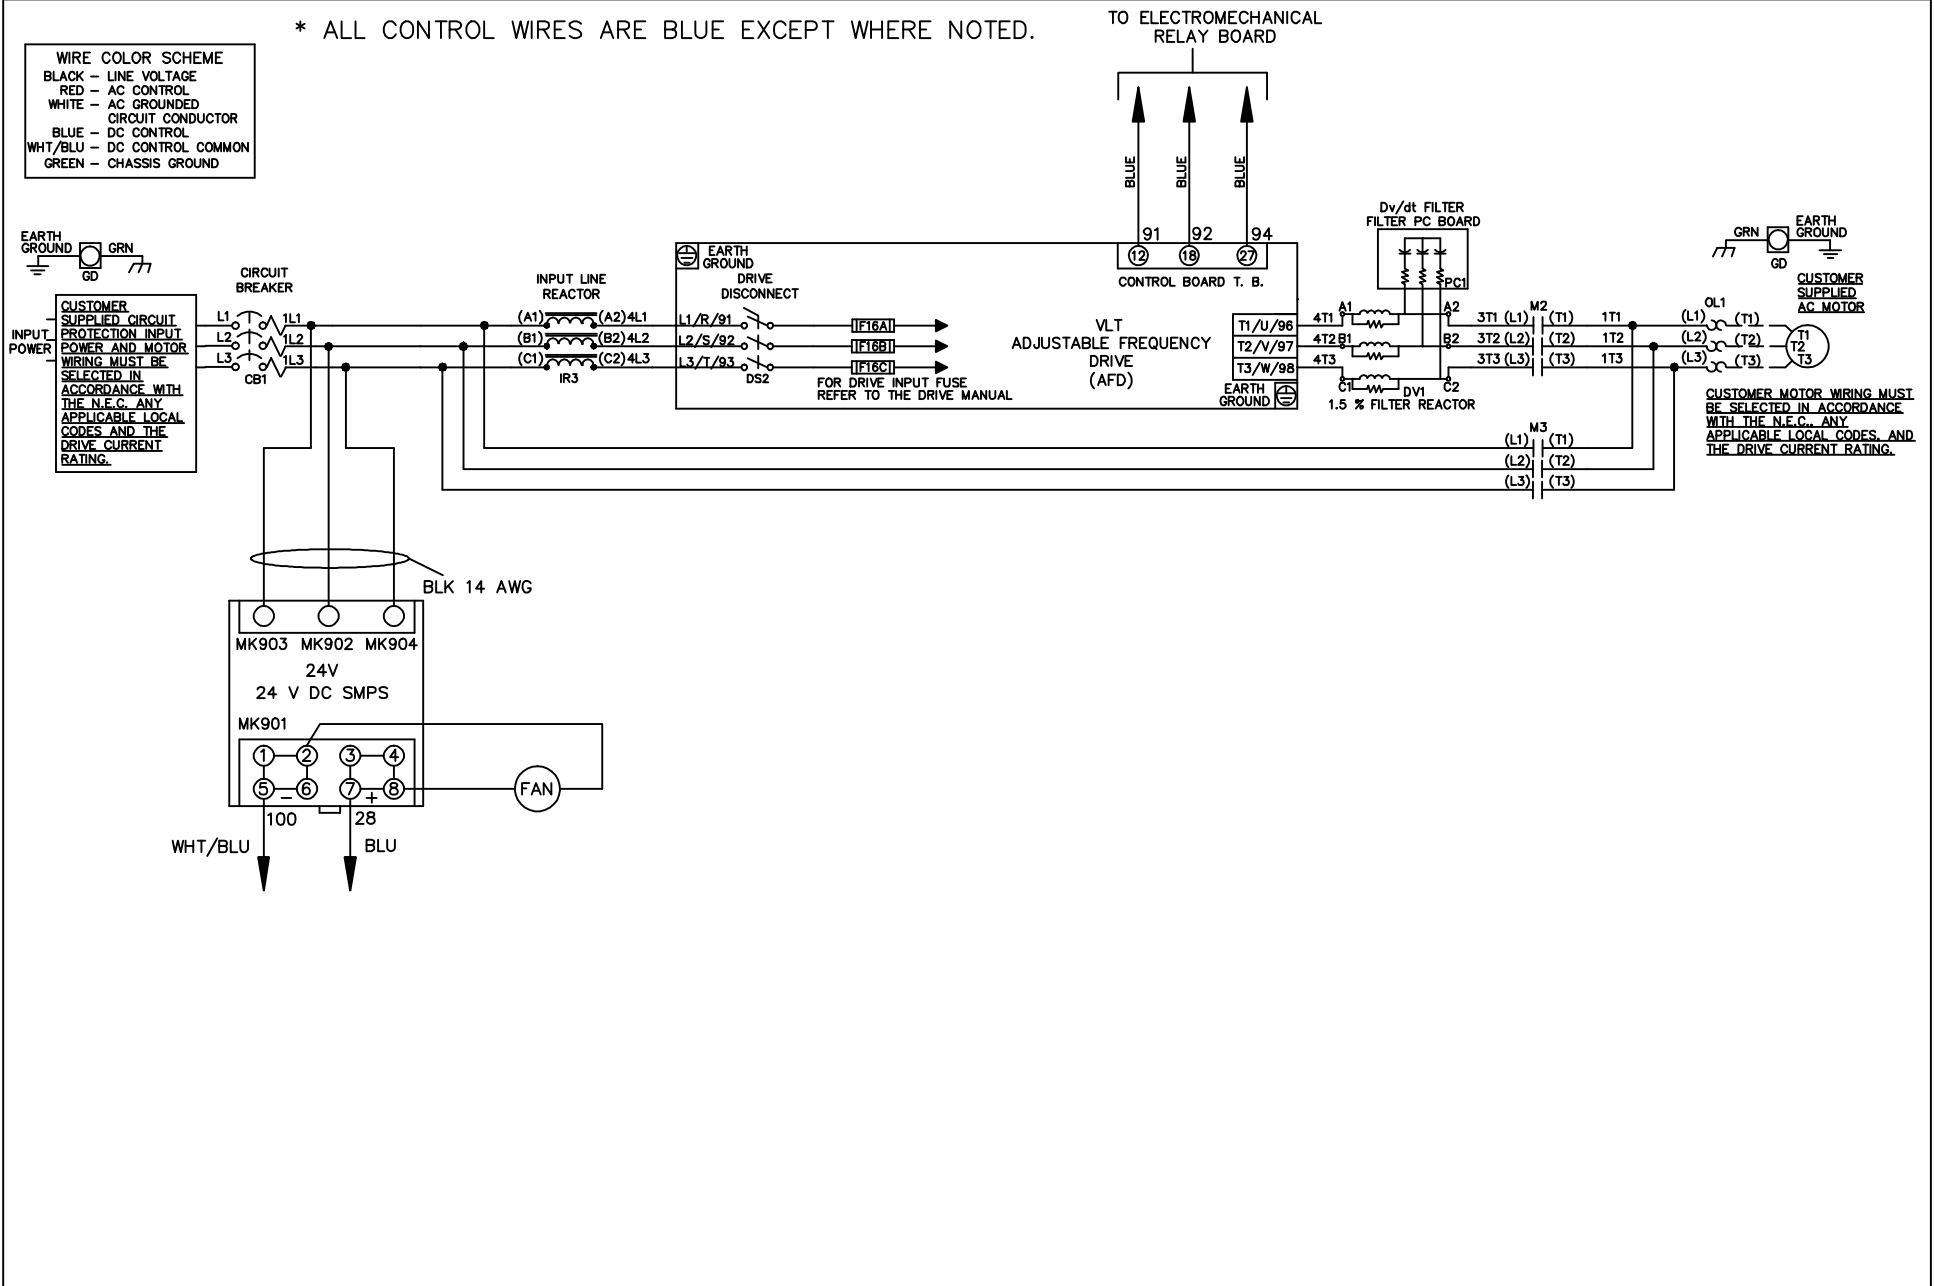 * ALL CONTROL WIRES ARE BLUE EXCEPT WHERE NOTED.
TO ELECTROMECHANICAL
RELAY BOARD
WIRE COLOR SCHEME
BLACK – LINE VOLTAGE
RED – AC CONTROL
WHITE – AC GROUNDED
CIRCUIT CONDUCTOR
BLUE – DC CONTROL
WHT/BLU – DC CONTROL COMMON
GREEN – CHASSIS GROUND
BLUE
BLUE
BLUE
91 92 94
12 18 27
CONTROL BOARD T. B.
EARTH
GROUND
GRN
GD
INPUT
POWER
CUSTOMER
SUPPLIED CIRCUIT
PROTECTION INPUT
POWER AND MOTOR
WIRING MUST BE
SELECTED IN
ACCORDANCE WITH
THE N.E.C. ANY
APPLICABLE LOCAL
CODES AND THE
DRIVE CURRENT
RATING.
CIRCUIT
BREAKER
L1 1L1
L2 1L2
L3 1L3
CB1
INPUT LINE
REACTOR
(A1) (A2) 4L1
(B1) (B2) 4L2
(C1) (C2) 4L3
IR3
EARTH
GROUND
DRIVE
DISCONNECT
L1/R/91
L2/S/92
L3/T/93
DS2
F16A
F16B
F16C
FOR DRIVE INPUT FUSE
REFER TO THE DRIVE MANUAL
VLT
ADJUSTABLE FREQUENCY
DRIVE
(AFD)
T1/U/96
T2/V/97
T3/W/98
EARTH
GROUND
Dv/dt FILTER
FILTER PC BOARD
PC1
4T1 A1 A2
4T2 B1 B2
4T3 C1 C2
DV1
1.5 % FILTER REACTOR
M2
3T1 (L1) (T1) 1T1
3T2 (L2) (T2) 1T2
3T3 (L3) (T3) 1T3
M3
(L1) (T1)
(L2) (T2)
(L3) (T3)
OL1
(L1) (T1)
(L2) (T2)
(L3) (T3)
T1
T2
T3
GRN
EARTH
GROUND
GD
CUSTOMER
SUPPLIED
AC MOTOR
CUSTOMER MOTOR WIRING MUST
BE SELECTED IN ACCORDANCE
WITH THE N.E.C., ANY
APPLICABLE LOCAL CODES, AND
THE DRIVE CURRENT RATING.
BLK 14 AWG
MK903 MK902 MK904
24V
24 V DC SMPS
MK901
1 2 3 4
5 – 6 7 + 8
FAN
100 28
WHT/BLU BLU